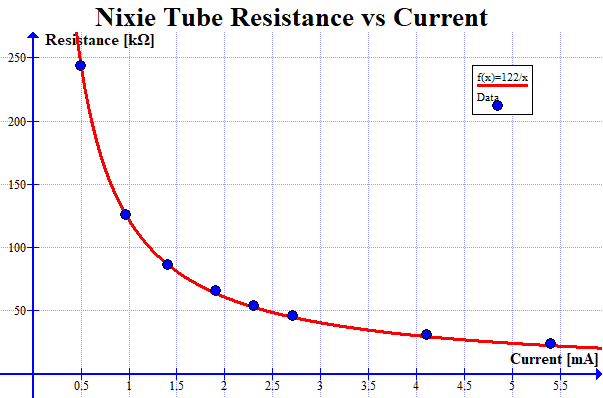 Nixie Tube Resistance vs Current
Resistance [kΩ]
250
200
150
100
50
f(x)=122/x
Data
Current [mA]
0.5 1 1.5 2 2.5 3 3.5 4 4.5 5 5.5